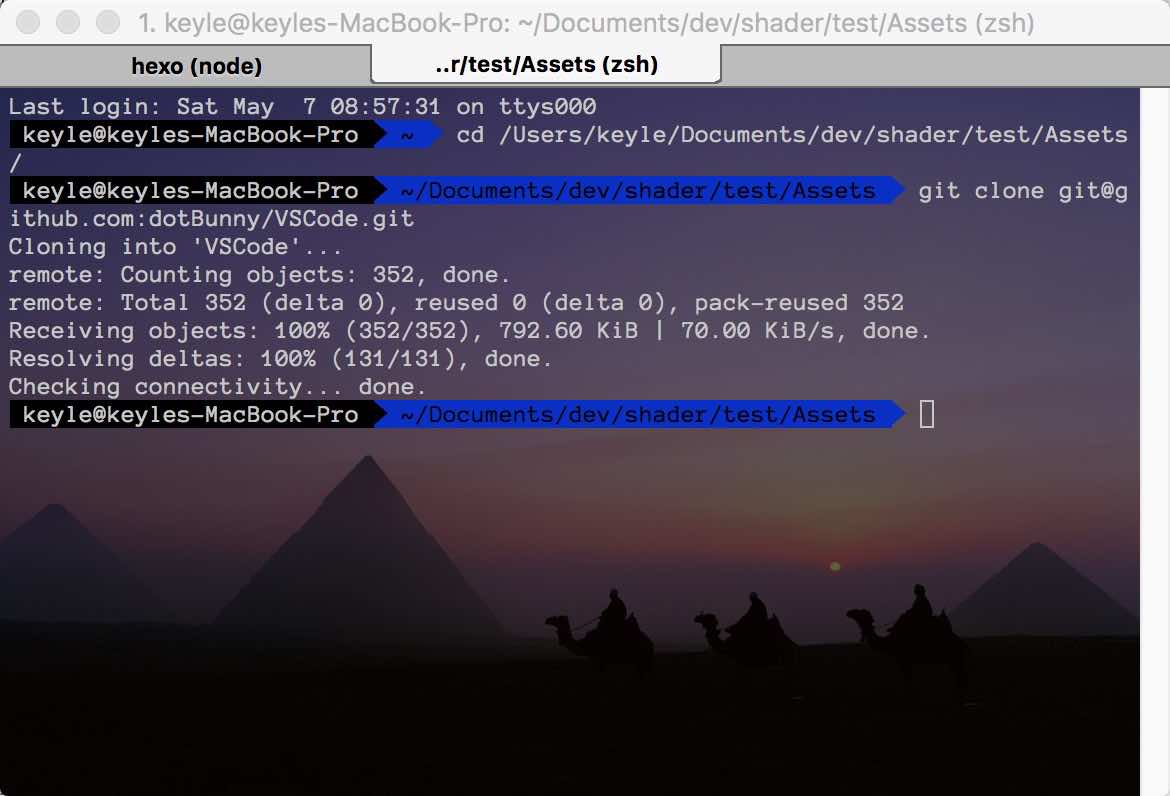 1. keyle@keyles-MacBook-Pro: ~/Documents/dev/shader/test/Assets (zsh)
hexo (node)
..r/test/Assets (zsh)
Last login: Sat May  7 08:57:31 on ttys000
keyle@keyles-MacBook-Pro ~ cd /Users/keyle/Documents/dev/shader/test/Assets
/
keyle@keyles-MacBook-Pro ~/Documents/dev/shader/test/Assets git clone git@g
ithub.com:dotBunny/VSCode.git
Cloning into 'VSCode'...
remote: Counting objects: 352, done.
remote: Total 352 (delta 0), reused 0 (delta 0), pack-reused 352
Receiving objects: 100% (352/352), 792.60 KiB | 70.00 KiB/s, done.
Resolving deltas: 100% (131/131), done.
Checking connectivity... done.
keyle@keyles-MacBook-Pro ~/Documents/dev/shader/test/Assets